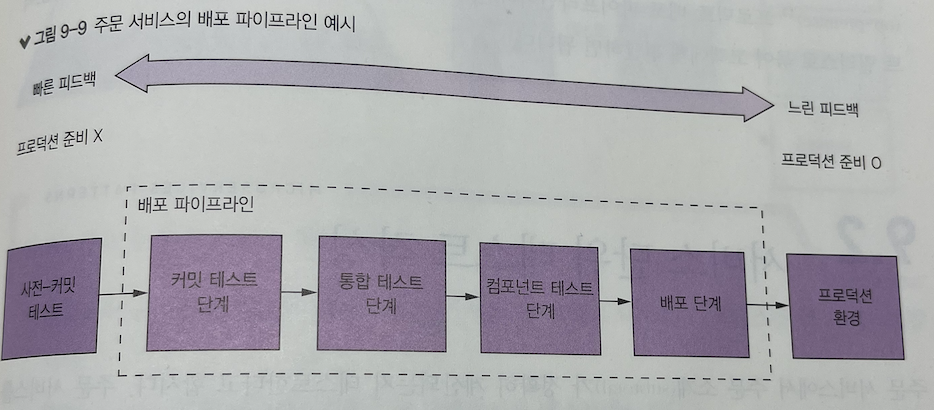 그림 9-9 주문 서비스의 배포 파이프라인 예시
빠른 피드백
느린 피드백
프로덕션 준비 X
프로덕션 준비 O
배포 파이프라인
사전-커밋
테스트
커밋 테스트
단계
통합 테스트
단계
컴포넌트 테스트
단계
배포 단계
프로덕션
환경